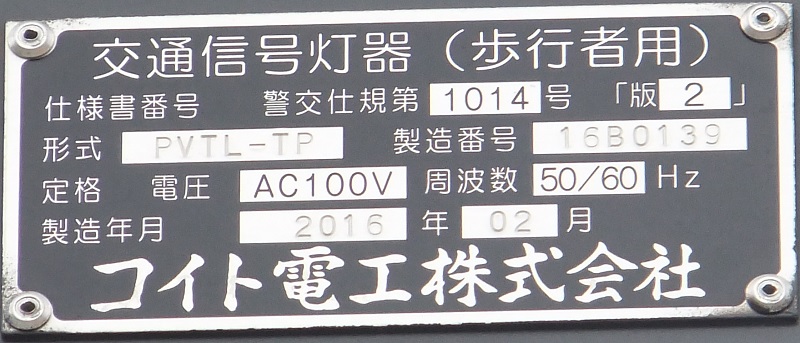 交通信号灯器(歩行者用)
仕様書番号 警交仕規第 1014 号 「版 2 」
形式 PVTL-TP 製造番号 16B0139
定格 電圧 AC100V 周波数 50/60 Hz
製造年月 2016 年 02 月
コイト電工株式会社